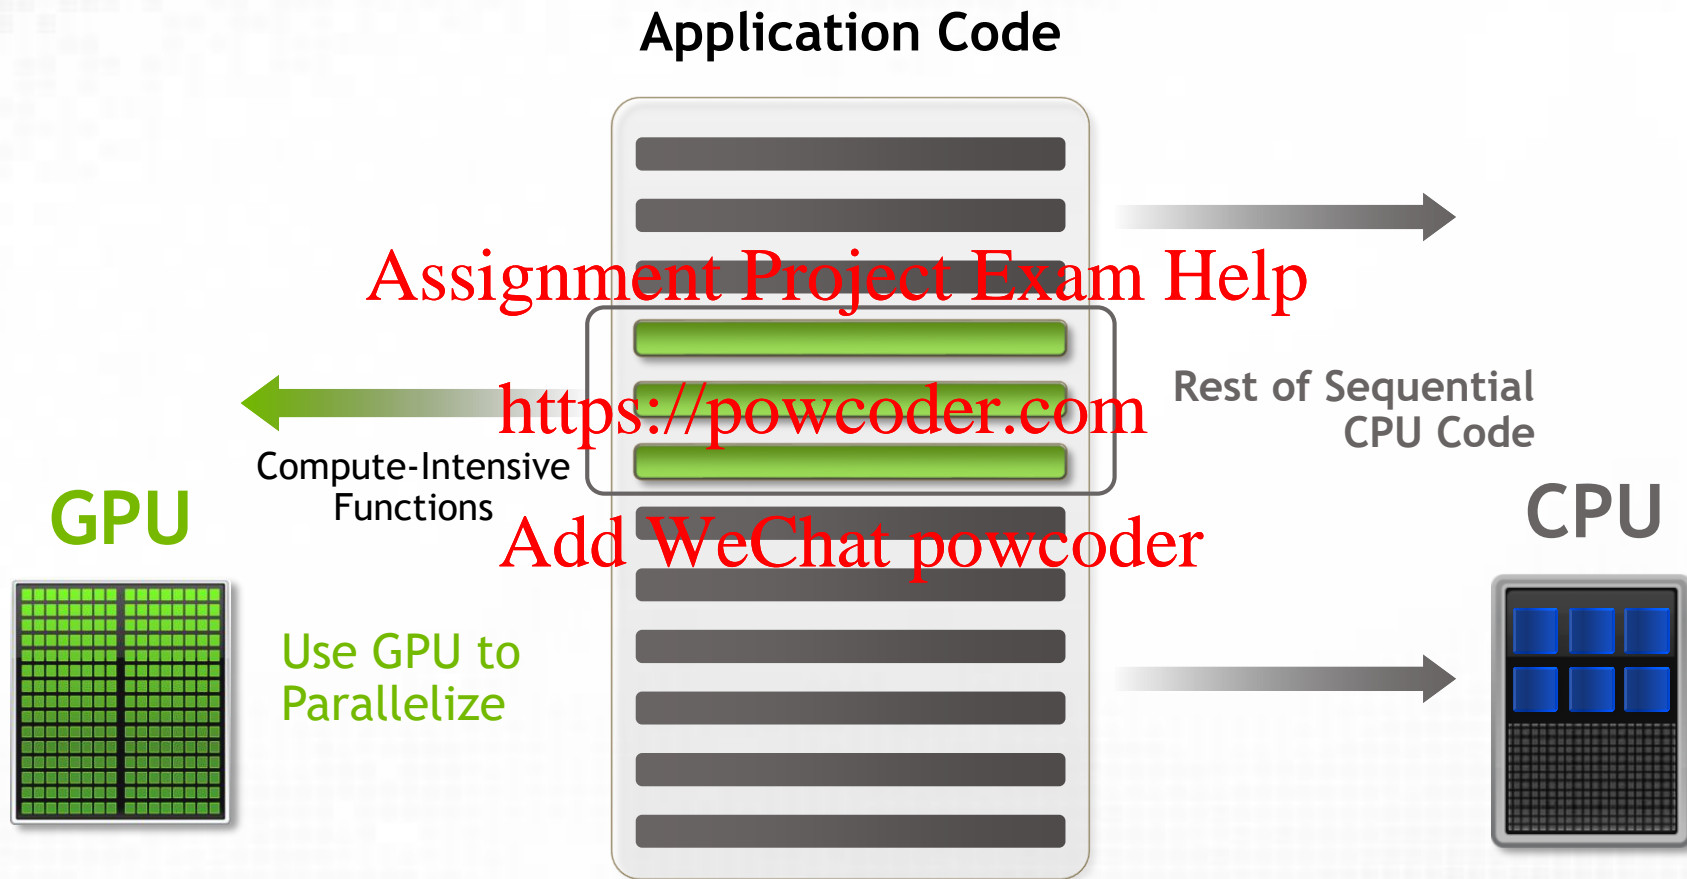 Application Code
Assignment Project Exam Help
https://powcoder.com
Rest of Sequential
CPU Code
Compute-Intensive
Functions
GPU
CPU
Add WeChat powcoder
Use GPU to
Parallelize